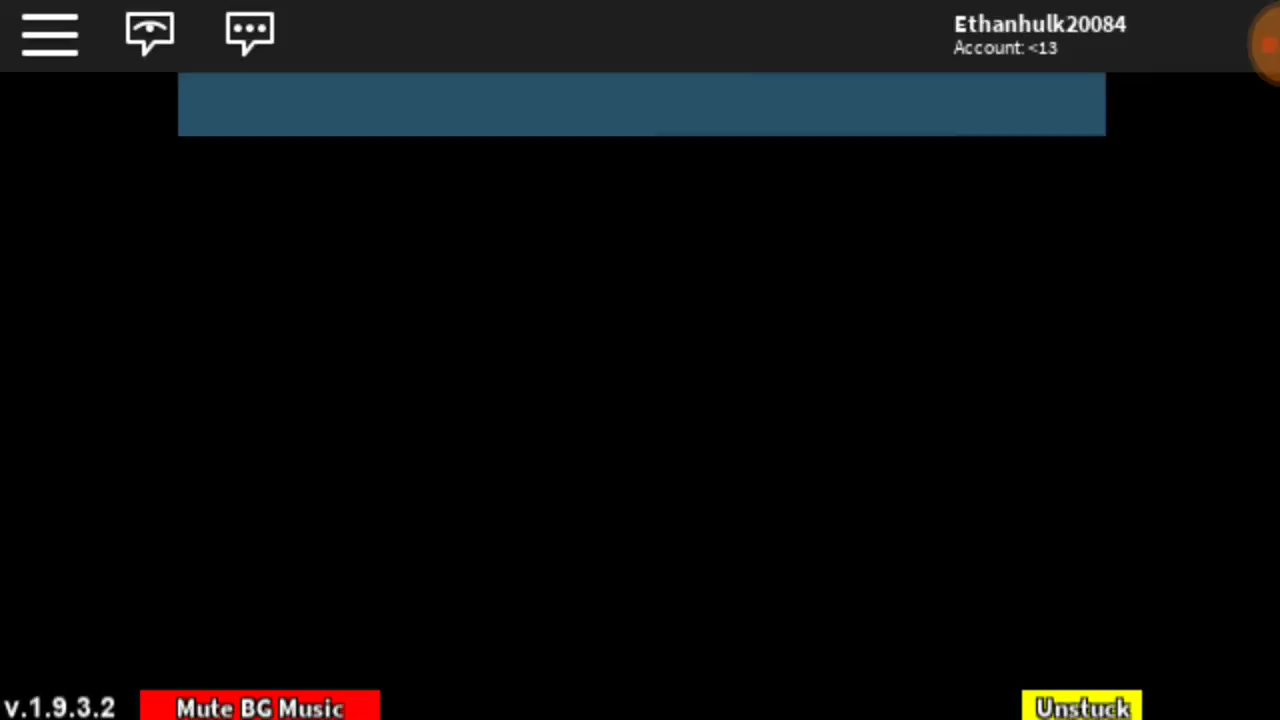 Ethanhulk20084
Account: <13
v.1.9.3.2
Mute BG Music
Unstuck